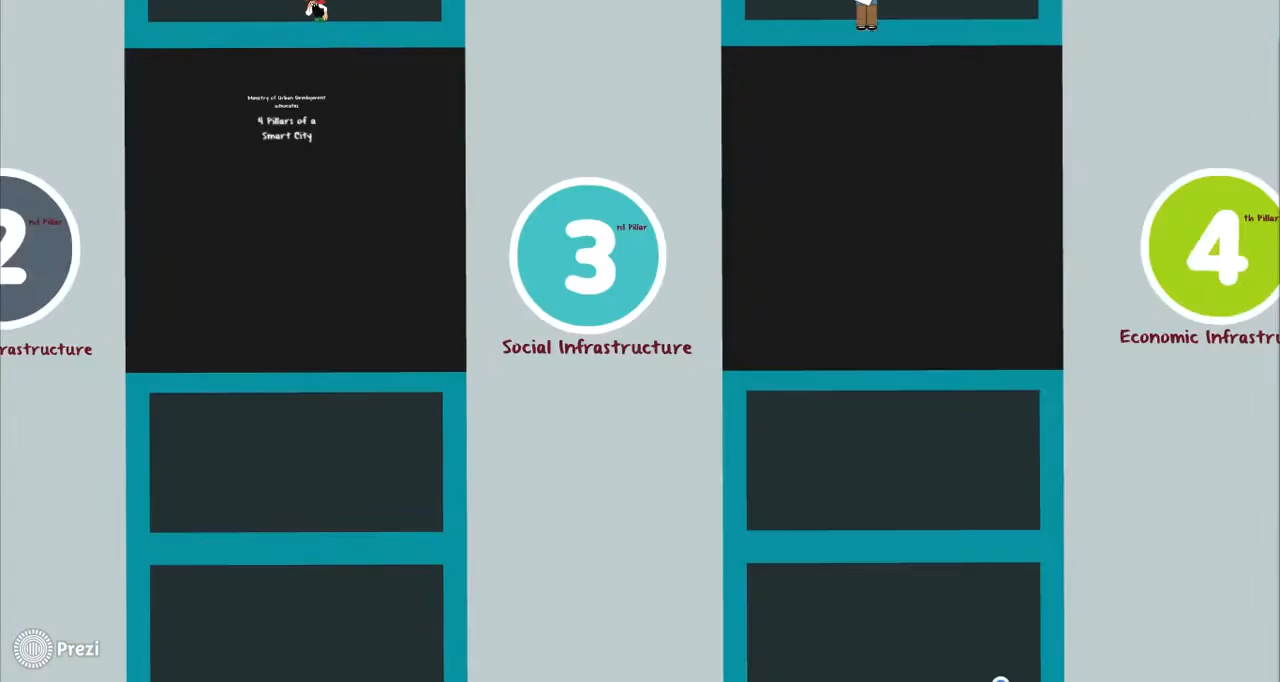 Ministry of Urban Development
advocates
4 Pillars of a
Smart City
2
nd Pillar
rastructure
3
rd Pillar
Social Infrastructure
4
th Pillar
Economic Infrastru
Prezi